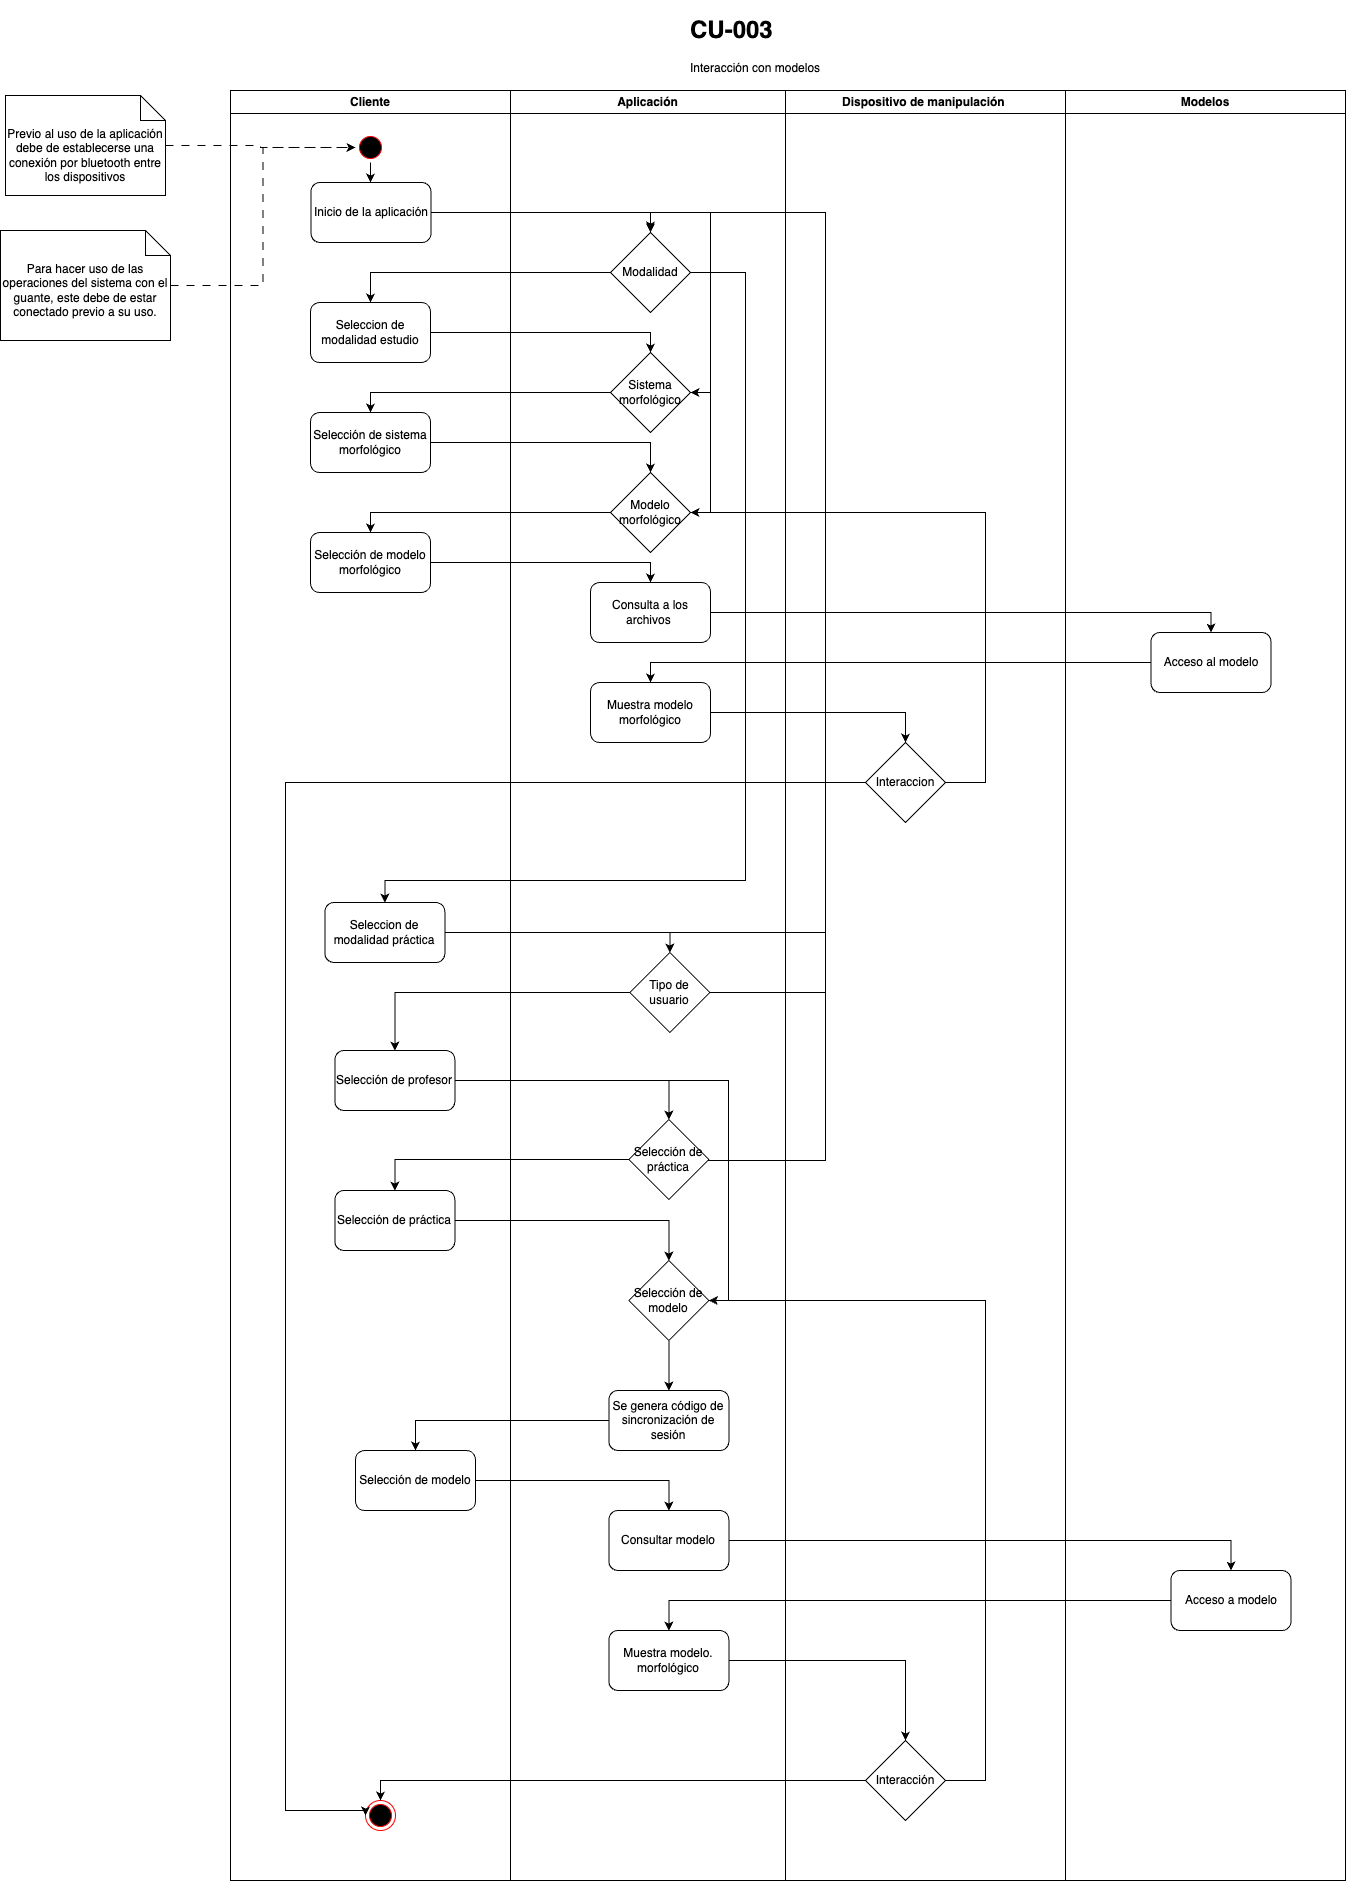 CU-003
Interacción con modelos
Cliente
Aplicación
Dispositivo de manipulación
Modelos
Previo al uso de la aplicación
debe de establecerse una
conexión por bluetooth entre
los dispositivos
Inicio de la aplicación
Para hacer uso de las
operaciones del sistema con el
guante, este debe de estar
conectado previo a su uso.
Modalidad
Seleccion de
modalidad estudio
Sistema
morfológico
Selección de sistema
morfológico
Modelo
morfológico
Selección de modelo
morfológico
Consulta a los
archivos
Acceso al modelo
Muestra modelo
morfológico
Interaccion
Seleccion de
modalidad práctica
Tipo de
usuario
Selección de profesor
Selección de
práctica
Selección de práctica
Selección de
modelo
Se genera código de
sincronización de
sesión
Selección de modelo
Consultar modelo
Acceso a modelo
Muestra modelo.
morfológico
Interacción